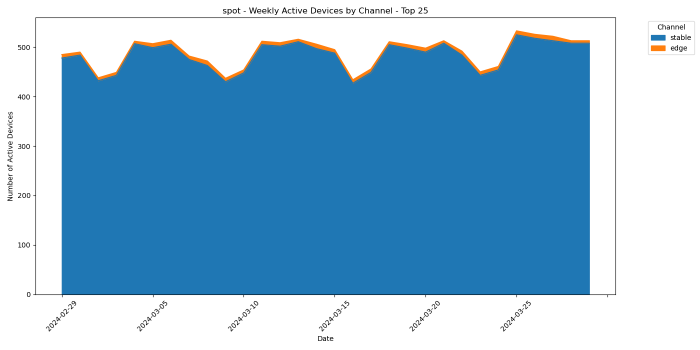 spot - Weekly Active Devices by Channel - Top 25
Channel
stable
edge
Number of Active Devices
500
400
300
200
100
0
2024-02-29
2024-03-05
2024-03-10
2024-03-15
2024-03-20
2024-03-25
Date